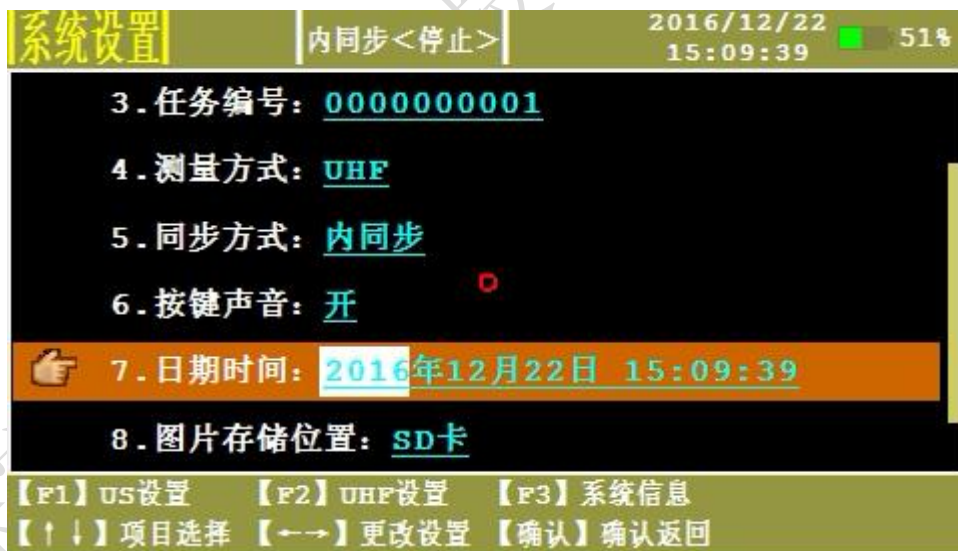 系统设置 内同步<停止> 2016/12/22 51%
15:09:39
3.任务编号: 0000000001
4.测量方式: UHF
5.同步方式: 内同步
6.按键声音: 开
7.日期时间: 2016年12月22日 15:09:39
8.图片存储位置: SD卡
【F1】US设置 【F2】UHF设置 【F3】系统信息
【↑↓】项目选择 【←→】更改设置 【确认】确认返回